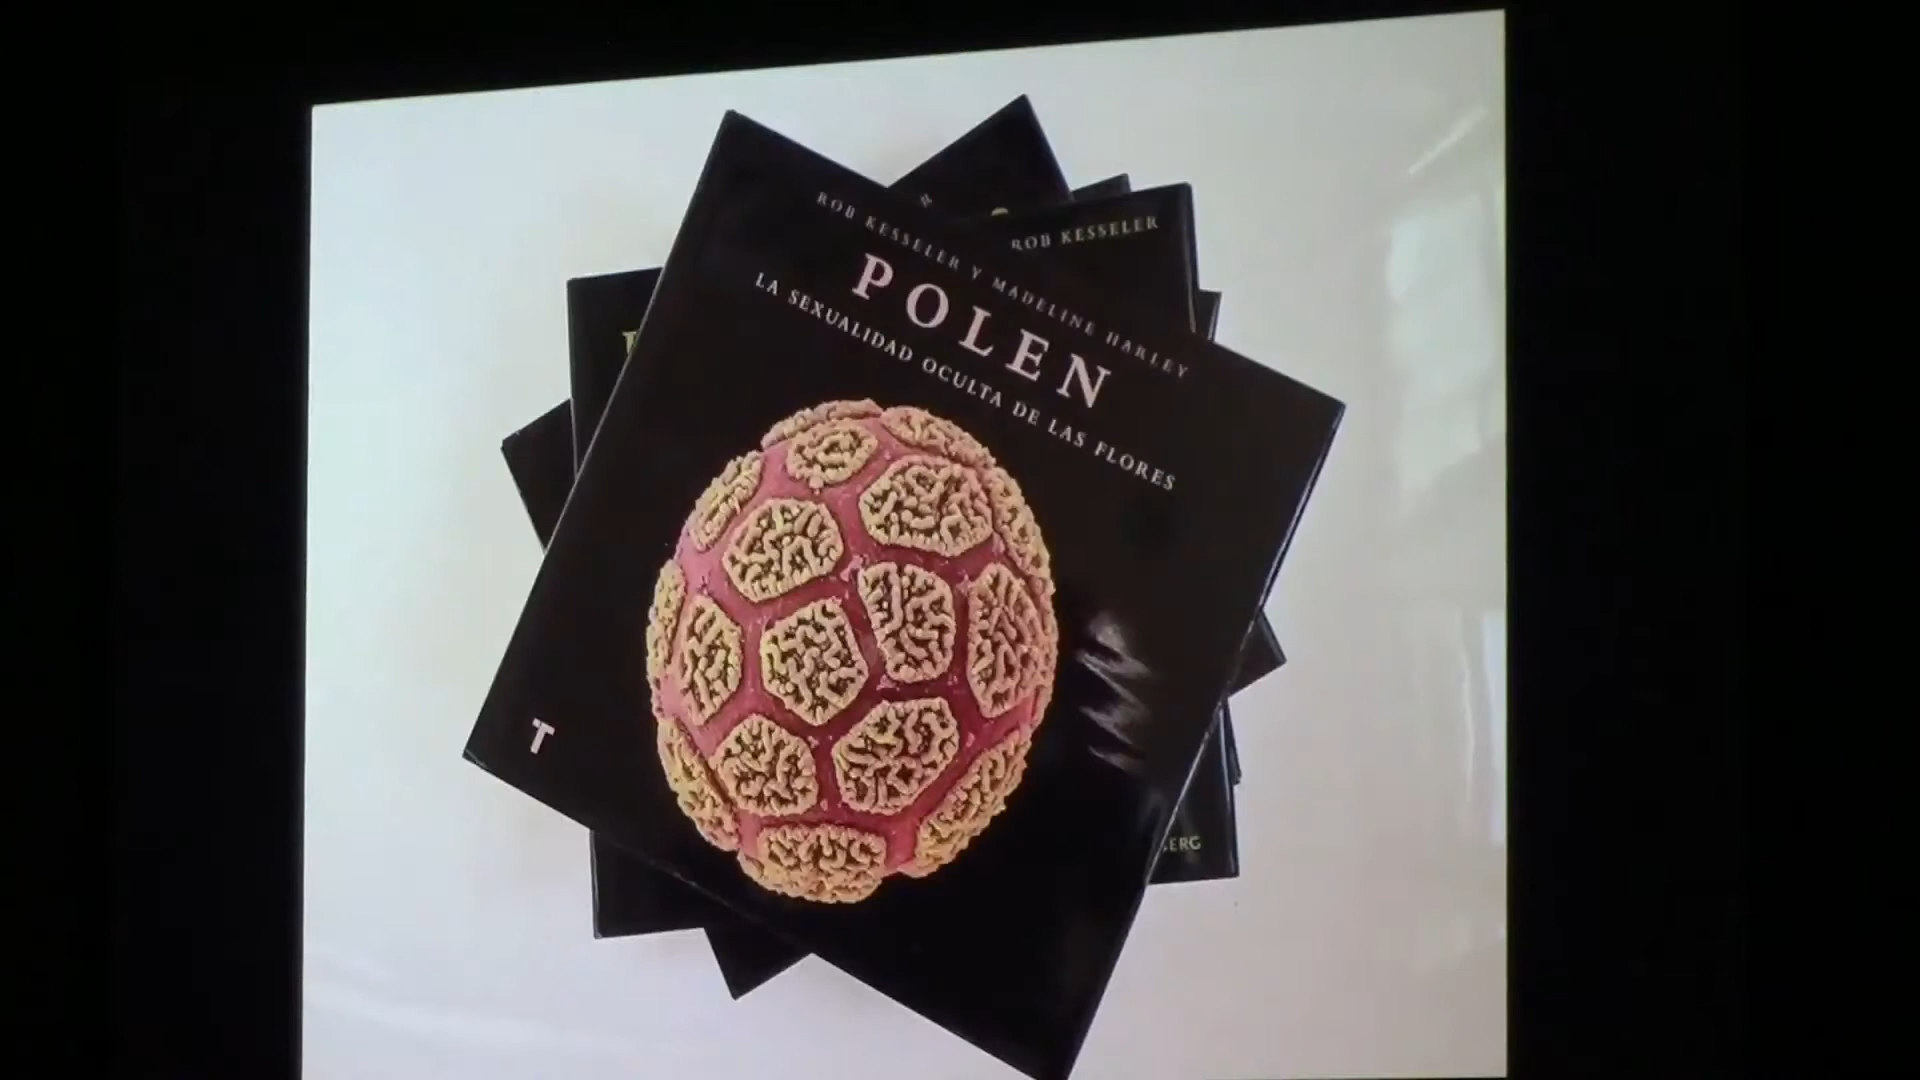 ROB KESSELER Y MADELINE HARLEY
POLEN
LA SEXUALIDAD OCULTA DE LAS FLORES
ROB KESSELER
T